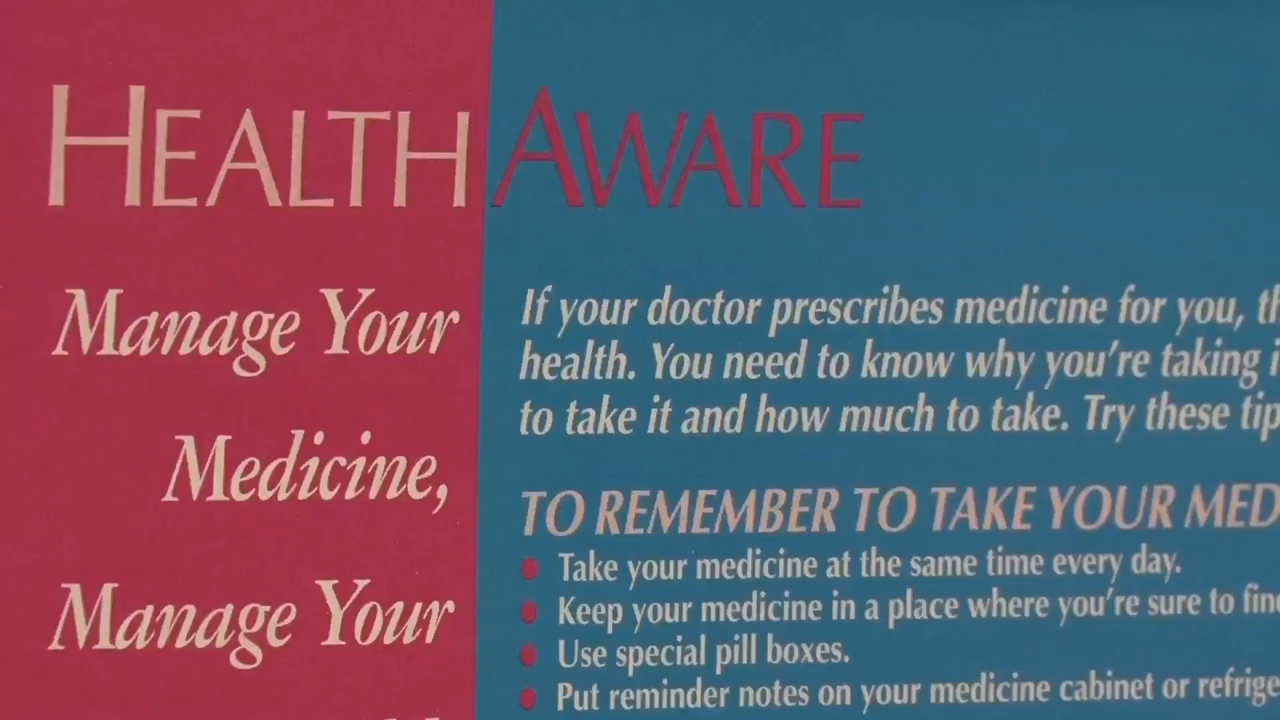 HEALTH AWARE
Manage Your
Medicine,
Manage Your
If your doctor prescribes medicine for you,
health. You need to know why you're taking
to take it and how much to take. Try these
TO REMEMBER TO TAKE YOUR
• Take your medicine at the same time every day.
• Keep your medicine in a place where you're sure to
• Use special pill boxes.
• Put reminder notes on your medicine cabinet or